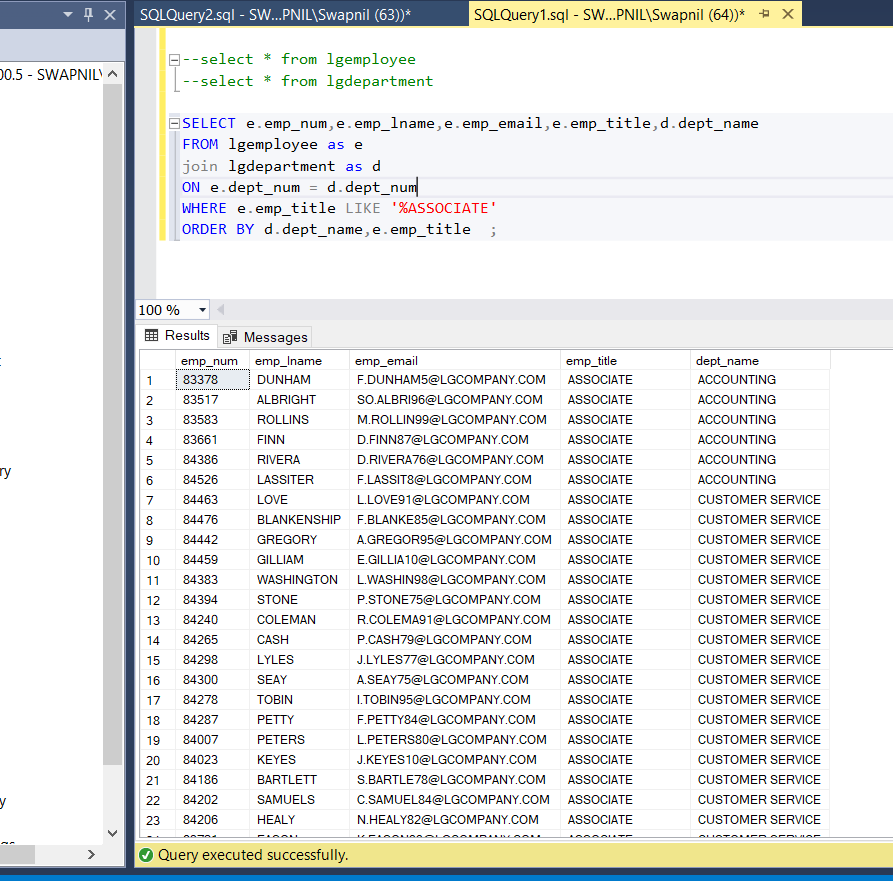 SQLQuery2.sql - SW...PNIL\Swapnil (63))* SQLQuery1.sql - SW...PNIL\Swapnil (64))*
00.5 - SWAPNIL\
--select * from lgemployee
--select * from lgdepartment
SELECT e.emp_num,e.emp_lname,e.emp_email,e.emp_title,d.dept_name
FROM lgemployee as e
join lgdepartment as d
ON e.dept_num = d.dept_num
WHERE e.emp_title LIKE '%ASSOCIATE'
ORDER BY d.dept_name,e.emp_title  ;
100 %
Results Messages
emp_num emp_lname emp_email emp_title dept_name
1 83378 DUNHAM F.DUNHAM5@LGCOMPANY.COM ASSOCIATE ACCOUNTING
2 83517 ALBRIGHT SO.ALBRI96@LGCOMPANY.COM ASSOCIATE ACCOUNTING
3 83583 ROLLINS M.ROLLIN99@LGCOMPANY.COM ASSOCIATE ACCOUNTING
4 83661 FINN D.FINN87@LGCOMPANY.COM ASSOCIATE ACCOUNTING
5 84386 RIVERA D.RIVERA76@LGCOMPANY.COM ASSOCIATE ACCOUNTING
6 84526 LASSITER F.LASSIT8@LGCOMPANY.COM ASSOCIATE ACCOUNTING
7 84463 LOVE L.LOVE91@LGCOMPANY.COM ASSOCIATE CUSTOMER SERVICE
8 84476 BLANKENSHIP F.BLANKE85@LGCOMPANY.COM ASSOCIATE CUSTOMER SERVICE
9 84442 GREGORY A.GREGOR95@LGCOMPANY.COM ASSOCIATE CUSTOMER SERVICE
10 84459 GILLIAM E.GILLIA10@LGCOMPANY.COM ASSOCIATE CUSTOMER SERVICE
11 84383 WASHINGTON L.WASHIN98@LGCOMPANY.COM ASSOCIATE CUSTOMER SERVICE
12 84394 STONE P.STONE75@LGCOMPANY.COM ASSOCIATE CUSTOMER SERVICE
13 84240 COLEMAN R.COLEMA91@LGCOMPANY.COM ASSOCIATE CUSTOMER SERVICE
14 84265 CASH P.CASH79@LGCOMPANY.COM ASSOCIATE CUSTOMER SERVICE
15 84298 LYLES J.LYLES77@LGCOMPANY.COM ASSOCIATE CUSTOMER SERVICE
16 84300 SEAY A.SEAY75@LGCOMPANY.COM ASSOCIATE CUSTOMER SERVICE
17 84278 TOBIN I.TOBIN95@LGCOMPANY.COM ASSOCIATE CUSTOMER SERVICE
18 84287 PETTY F.PETTY84@LGCOMPANY.COM ASSOCIATE CUSTOMER SERVICE
19 84007 PETERS L.PETERS80@LGCOMPANY.COM ASSOCIATE CUSTOMER SERVICE
20 84023 KEYES J.KEYES10@LGCOMPANY.COM ASSOCIATE CUSTOMER SERVICE
21 84186 BARTLETT S.BARTLE78@LGCOMPANY.COM ASSOCIATE CUSTOMER SERVICE
22 84202 SAMUELS C.SAMUEL84@LGCOMPANY.COM ASSOCIATE CUSTOMER SERVICE
23 84206 HEALY N.HEALY82@LGCOMPANY.COM ASSOCIATE CUSTOMER SERVICE
Query executed successfully.